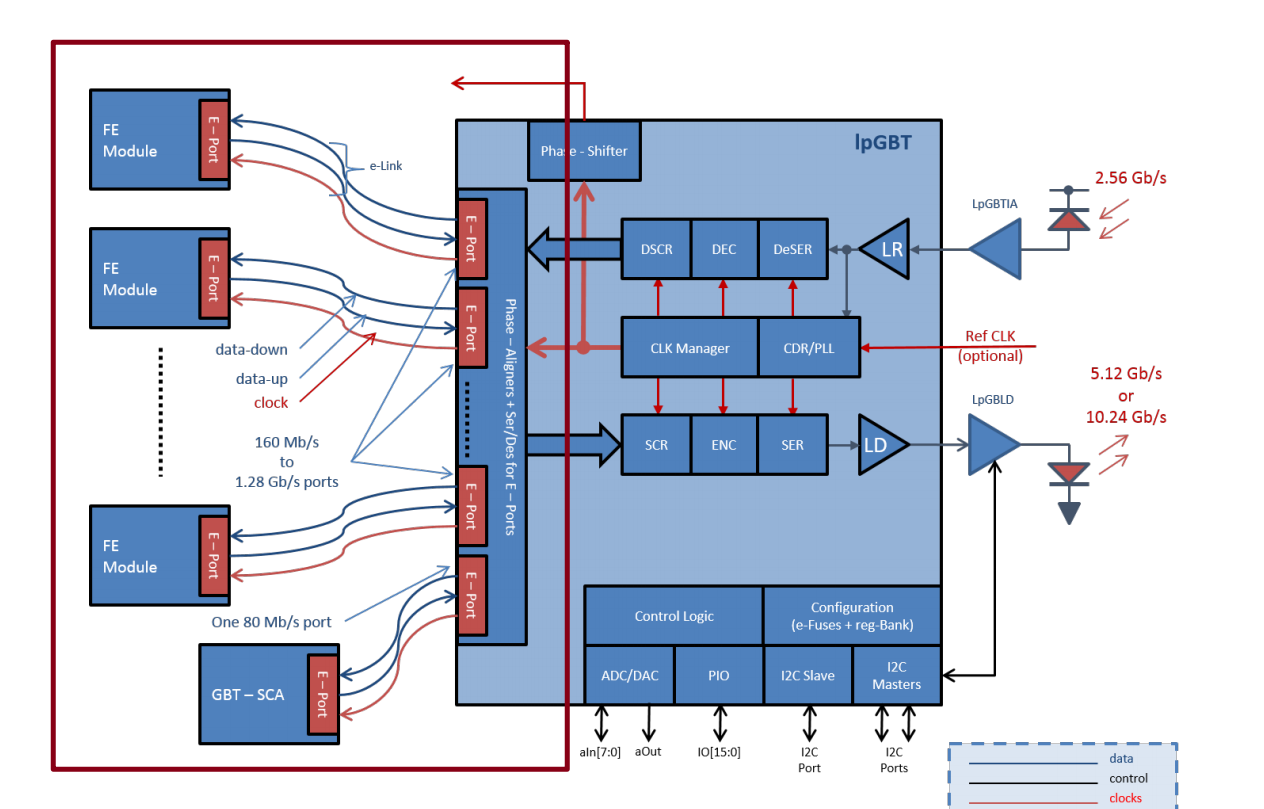 FE
Module
E – Port
e-Link
FE
Module
E – Port
data-down
data-up
clock
160 Mb/s
to
1.28 Gb/s ports
FE
Module
E – Port
One 80 Mb/s port
GBT – SCA
E – Port
E – Port
E – Port
E – Port
E – Port
Phase – Aligners + Ser/Des for E – Ports
Phase - Shifter
lpGBT
DSCR
DEC
DeSER
LR
LpGBTIA
2.56 Gb/s
CLK Manager
CDR/PLL
Ref CLK
(optional)
SCR
ENC
SER
LD
LpGBLD
5.12 Gb/s
or
10.24 Gb/s
Control Logic
Configuration
(e-Fuses + reg-Bank)
ADC/DAC
PIO
I2C Slave
I2C
Masters
aIn[7:0]
aOut
IO[15:0]
I2C
Port
I2C
Ports
data
control
clocks